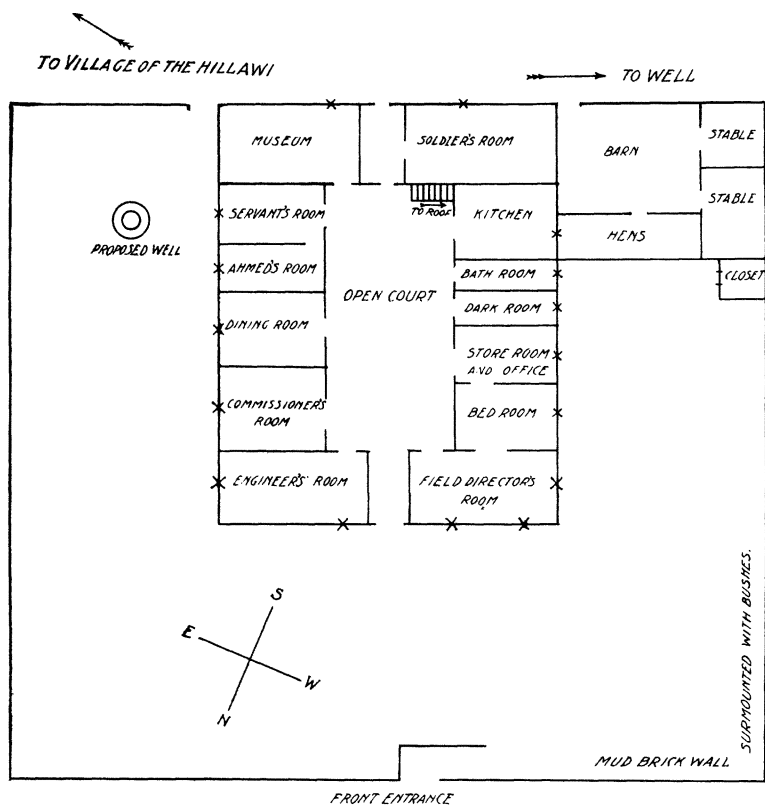 TO VILLAGE OF THE HILLAWI
TO WELL
MUSEUM
SOLDIER'S ROOM
BARN
STABLE
STABLE
SERVANT'S ROOM
TO ROOF
KITCHEN
PROPOSED WELL
HENS
AHMED'S ROOM
BATH ROOM
CLOSET
OPEN COURT
DARK ROOM
DINING ROOM
STORE ROOM
AND OFFICE
COMMISSIONER'S
ROOM
BED ROOM
ENGINEER'S ROOM
FIELD DIRECTOR'S
ROOM
S
E
W
N
SURMOUNTED WITH BUSHES.
MUD BRICK WALL
FRONT ENTRANCE